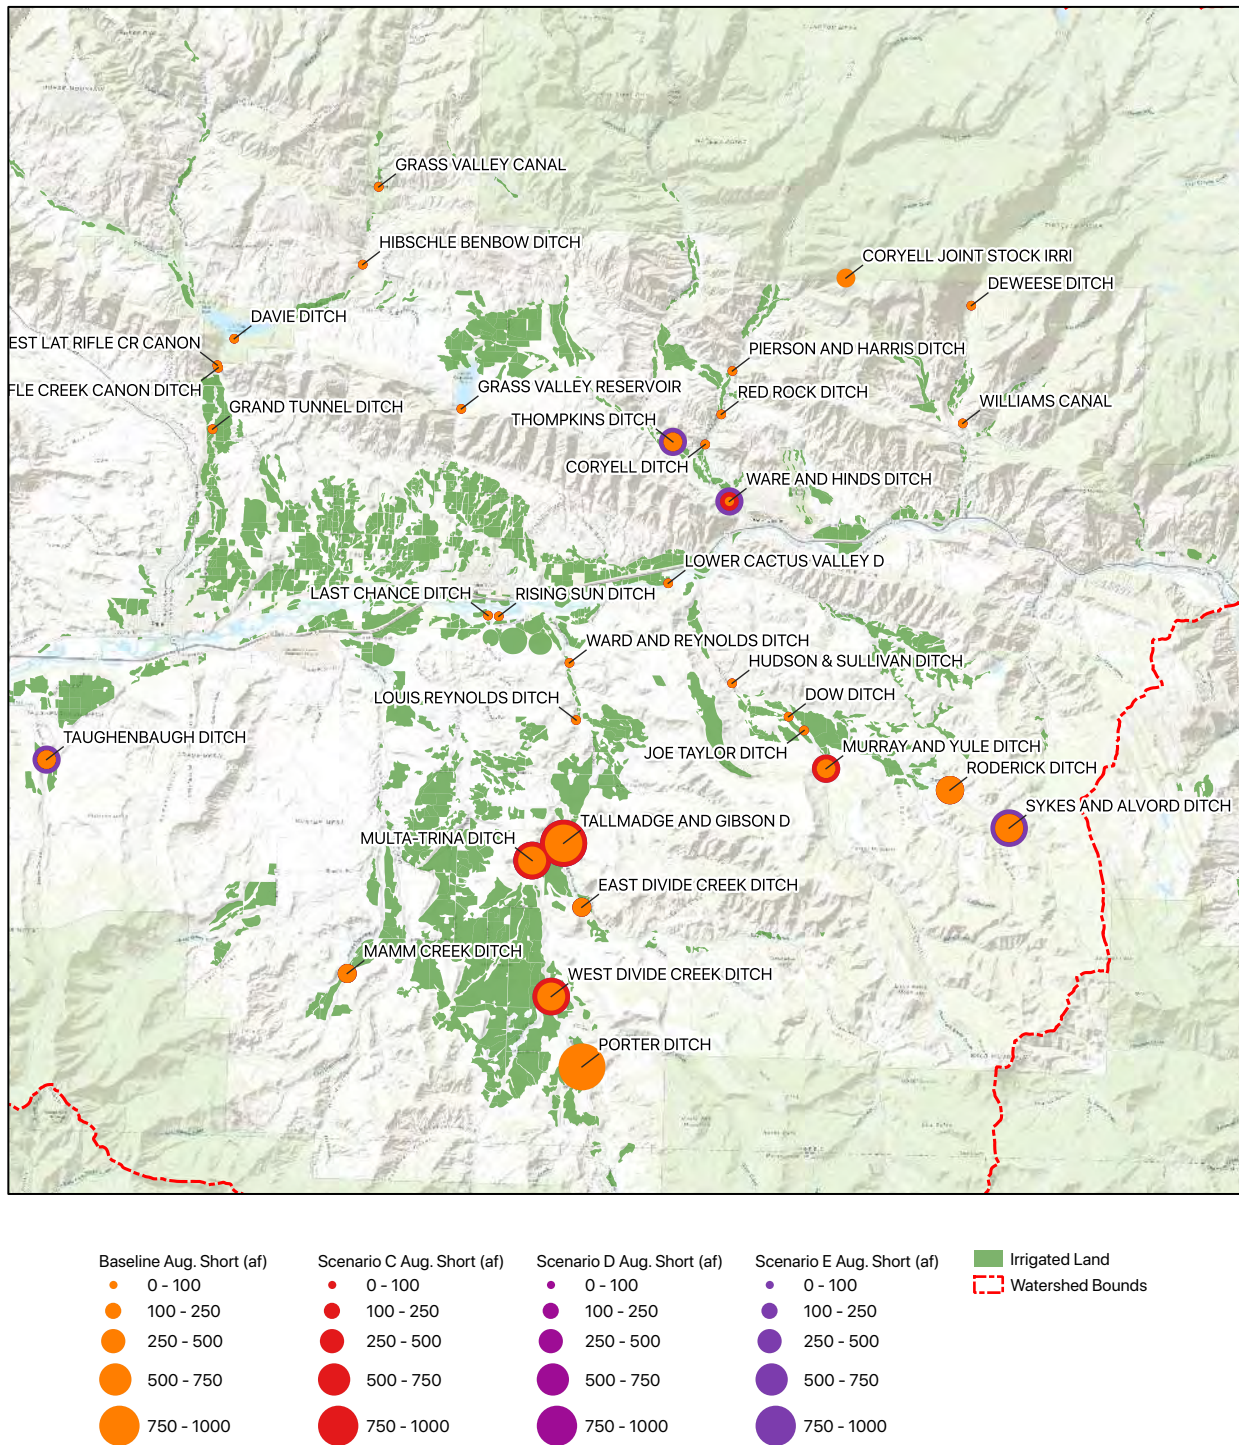 GRASS VALLEY CANAL
HIBSCHLE BENBOW DITCH
CORYELL JOINT STOCK IRRI
DEWEESE DITCH
DAVIE DITCH
EST LAT RIFLE CR CANON
PIERSON AND HARRIS DITCH
FLE CREEK CANON DITCH
GRASS VALLEY RESERVOIR
RED ROCK DITCH
GRAND TUNNEL DITCH
WILLIAMS CANAL
THOMPKINS DITCH
CORYELL DITCH
WARE AND HINDS DITCH
LOWER CACTUS VALLEY D
LAST CHANCE DITCH
RISING SUN DITCH
WARD AND REYNOLDS DITCH
HUDSON & SULLIVAN DITCH
LOUIS REYNOLDS DITCH
DOW DITCH
TAUGHENBAUGH DITCH
JOE TAYLOR DITCH
MURRAY AND YULE DITCH
RODERICK DITCH
SYKES AND ALVORD DITCH
TALLMADGE AND GIBSON D
MULTA-TRINA DITCH
EAST DIVIDE CREEK DITCH
MAMM CREEK DITCH
WEST DIVIDE CREEK DITCH
PORTER DITCH
Baseline Aug. Short (af)
0 - 100
100 - 250
250 - 500
500 - 750
750 - 1000
Scenario C Aug. Short (af)
0 - 100
100 - 250
250 - 500
500 - 750
750 - 1000
Scenario D Aug. Short (af)
0 - 100
100 - 250
250 - 500
500 - 750
750 - 1000
Scenario E Aug. Short (af)
0 - 100
100 - 250
250 - 500
500 - 750
750 - 1000
Irrigated Land
Watershed Bounds